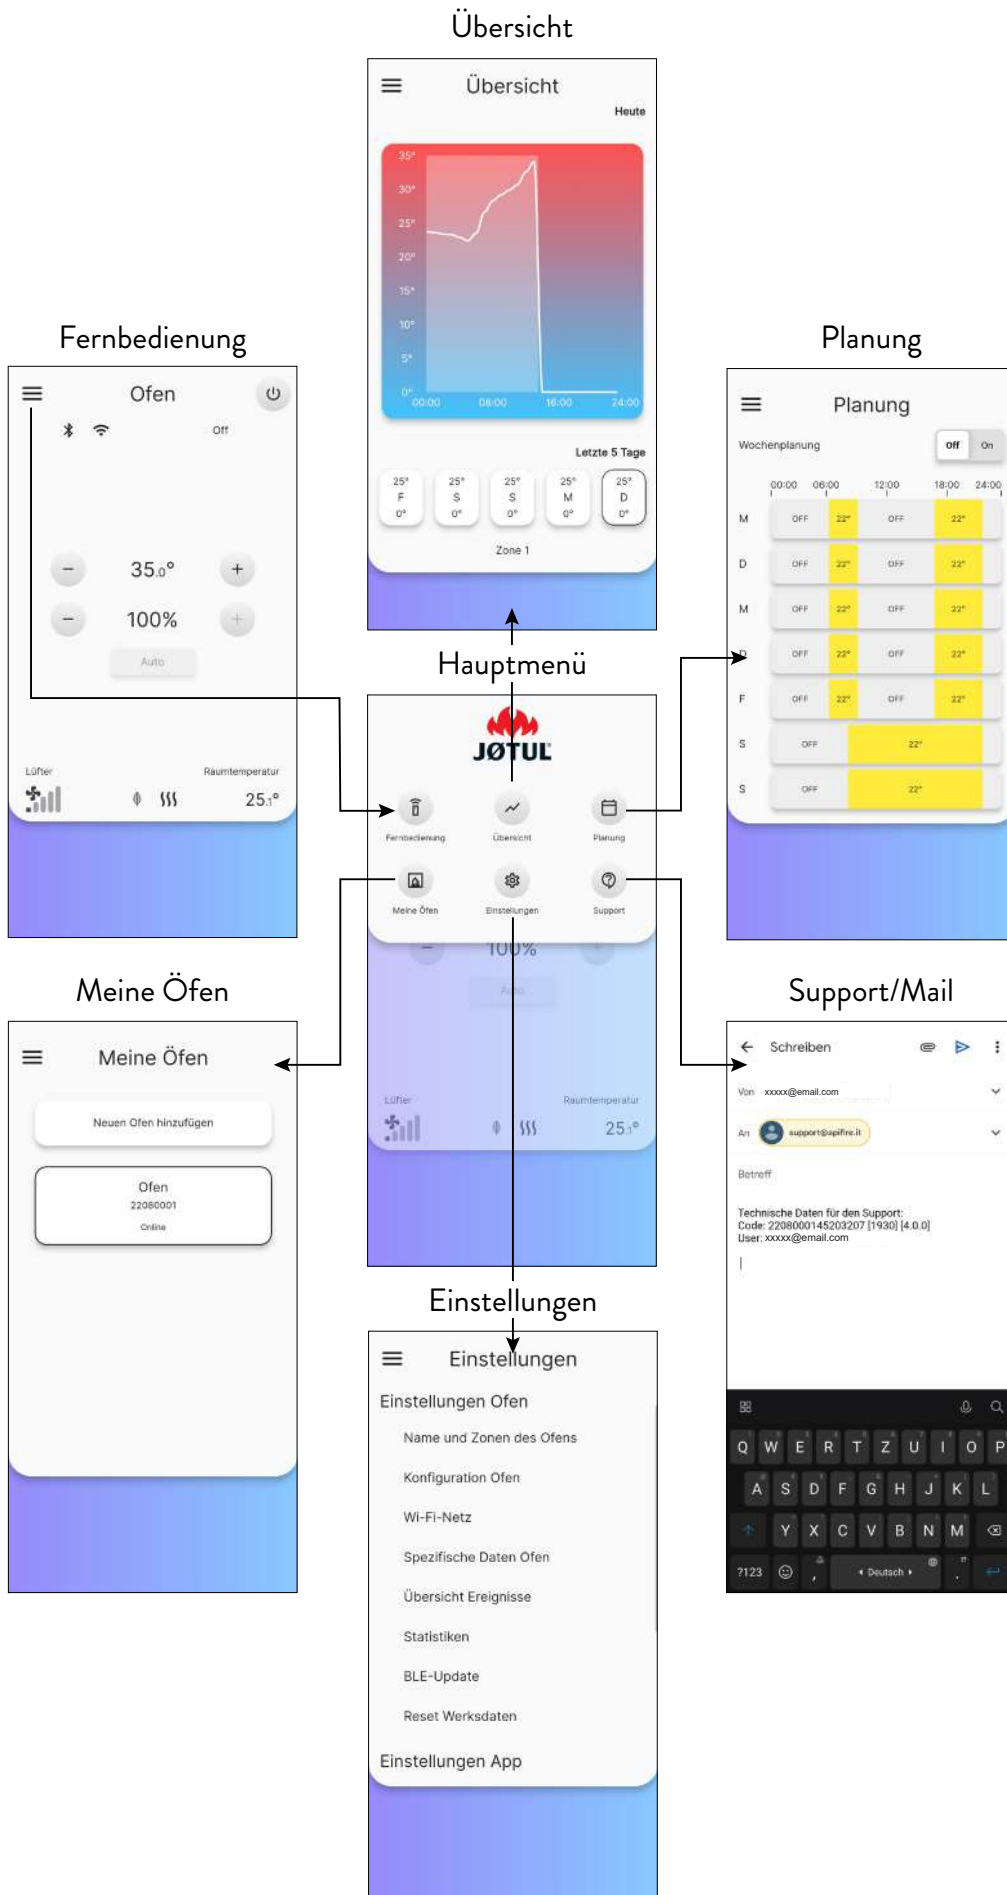 Übersicht
Übersicht
Heute
35°
30°
25°
20°
15°
10°
5°
0°
00:00 08:00 16:00 24:00
Letzte 5 Tage
25° 25° 25° 25° 25°
F S S M D
0° 0° 0° 0° 0°
Zone 1
Fernbedienung
Ofen
Off
− 35.0° +
− 100% +
Auto
Lüfter Raumtemperatur
25.1°
Planung
Planung
Wochenplanung Off On
00:00 06:00 12:00 18:00 24:00
M OFF 22° OFF 22°
D OFF 22° OFF 22°
M OFF 22° OFF 22°
D OFF 22° OFF 22°
F OFF 22° OFF 22°
S OFF 22°
S OFF 22°
Hauptmenü
JØTUL
Fernbedienung Übersicht Planung
Meine Öfen Einstellungen Support
− 100% +
Auto
Lüfter Raumtemperatur
25.1°
Meine Öfen
Meine Öfen
Neuen Ofen hinzufügen
Ofen
22080001
Online
Support/Mail
Schreiben
Von xxxxx@email.com
An support@apifire.it
Betreff
Technische Daten für den Support:
Code: 2208000145203207 [1930] [4.0.0]
User: xxxxx@email.com
Q W E R T Z U I O P
A S D F G H J K L
Y X C V B N M
?123 , Deutsch .
Einstellungen
Einstellungen
Einstellungen Ofen
Name und Zonen des Ofens
Konfiguration Ofen
Wi-Fi-Netz
Spezifische Daten Ofen
Übersicht Ereignisse
Statistiken
BLE-Update
Reset Werksdaten
Einstellungen App